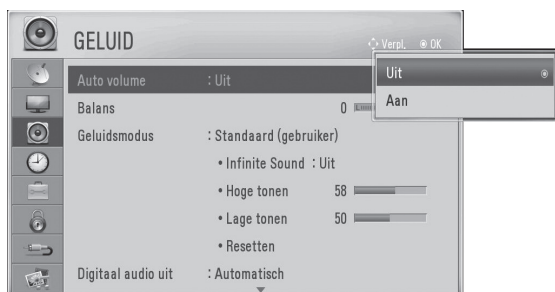 GELUID
Verpl. OK
Auto volume : Uit
Balans 0
Geluidsmodus : Standaard (gebruiker)
• Infinite Sound : Uit
• Hoge tonen 58
• Lage tonen 50
• Resetten
Digitaal audio uit : Automatisch
Uit
Aan